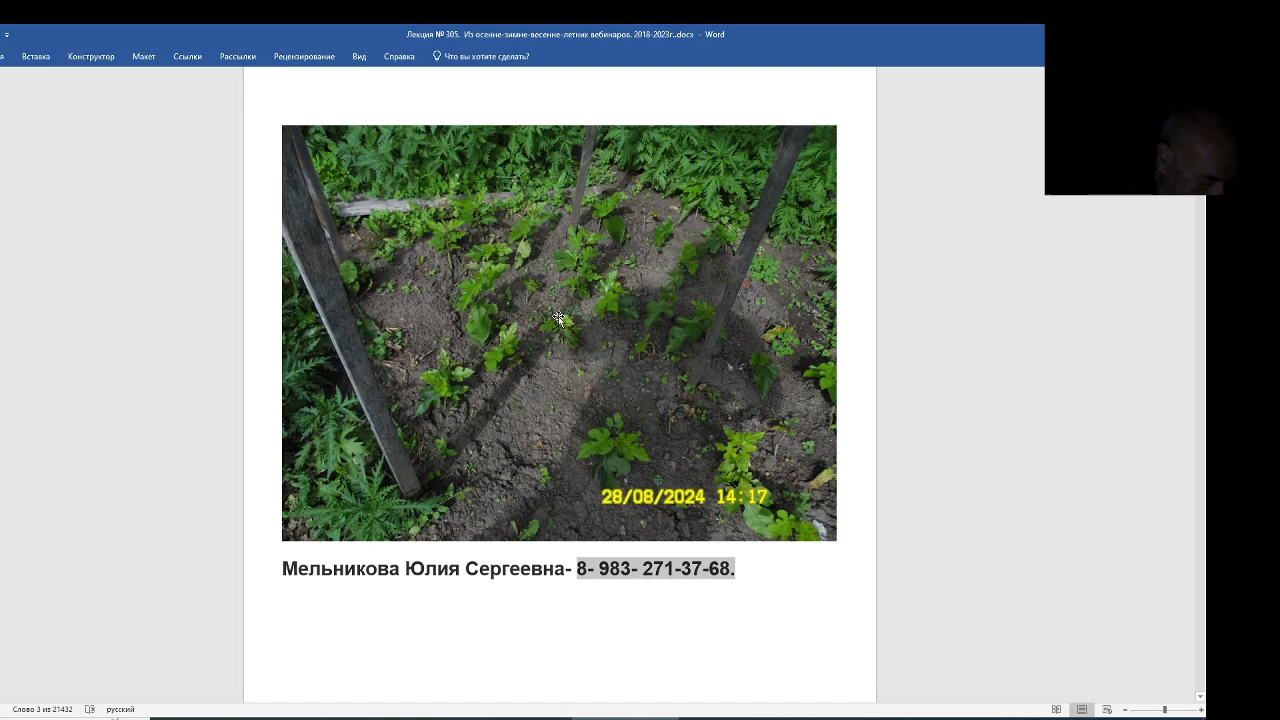 Лекция № 305. Из осенне-зимне-весенне-летних вебинаров. 2018-2023г..docx - Word
я Вставка Конструктор Макет Ссылки Рассылки Рецензирование Вид Справка Что вы хотите сделать?
28/08/2024 14:17
Мельникова Юлия Сергеевна- 8- 983- 271-37-68.
Слово 3 из 21432 русский